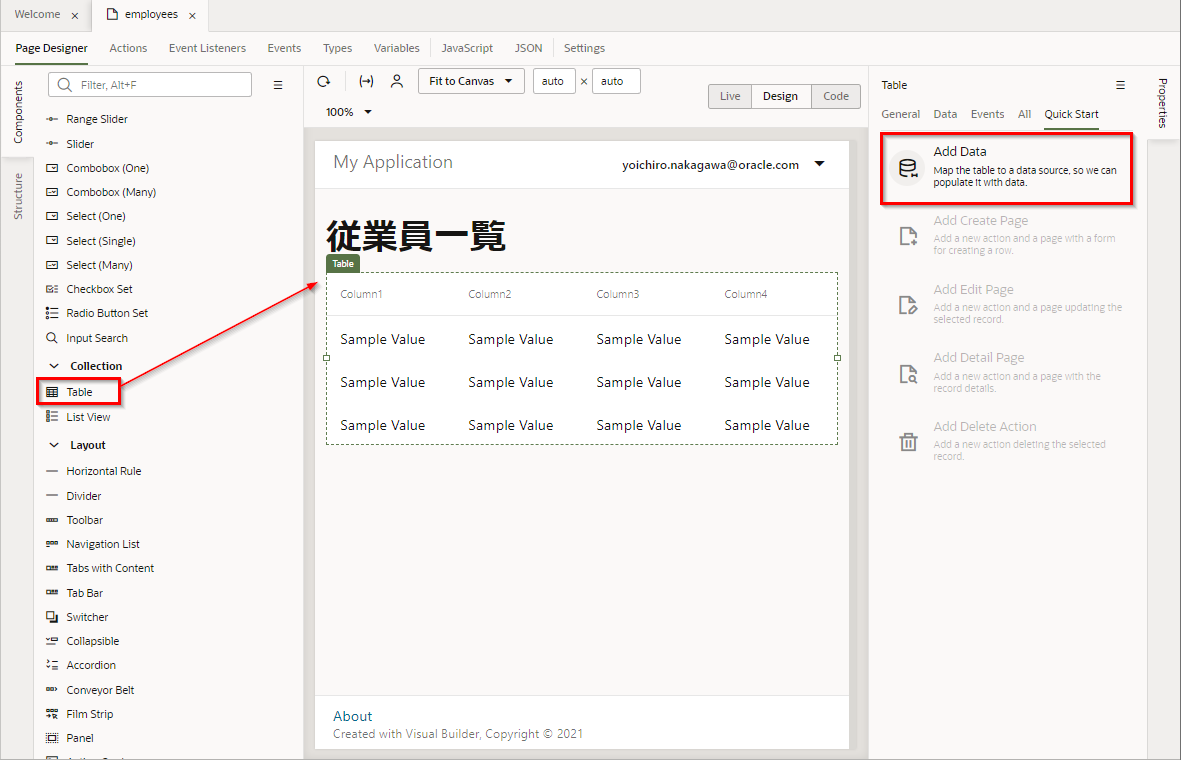 Welcome
employees
Page Designer
Actions
Event Listeners
Events
Types
Variables
JavaScript
JSON
Settings
Components
Structure
Filter, Alt+F
Range Slider
Slider
Combobox (One)
Combobox (Many)
Select (One)
Select (Single)
Select (Many)
Checkbox Set
Radio Button Set
Input Search
Collection
Table
List View
Layout
Horizontal Rule
Divider
Toolbar
Navigation List
Tabs with Content
Tab Bar
Switcher
Collapsible
Accordion
Conveyor Belt
Film Strip
Panel
Fit to Canvas
auto
×
auto
100%
Live
Design
Code
My Application
yoichiro.nakagawa@oracle.com
従業員一覧
Table
Column1 Column2 Column3 Column4
Sample Value Sample Value Sample Value Sample Value
Sample Value Sample Value Sample Value Sample Value
Sample Value Sample Value Sample Value Sample Value
About
Created with Visual Builder, Copyright © 2021
Table
General
Data
Events
All
Quick Start
Add Data
Map the table to a data source, so we can
populate it with data.
Add Create Page
Add a new action and a page with a form
for creating a row.
Add Edit Page
Add a new action and a page updating the
selected record.
Add Detail Page
Add a new action and a page with the
record details.
Add Delete Action
Add a new action deleting the selected
record.
Properties